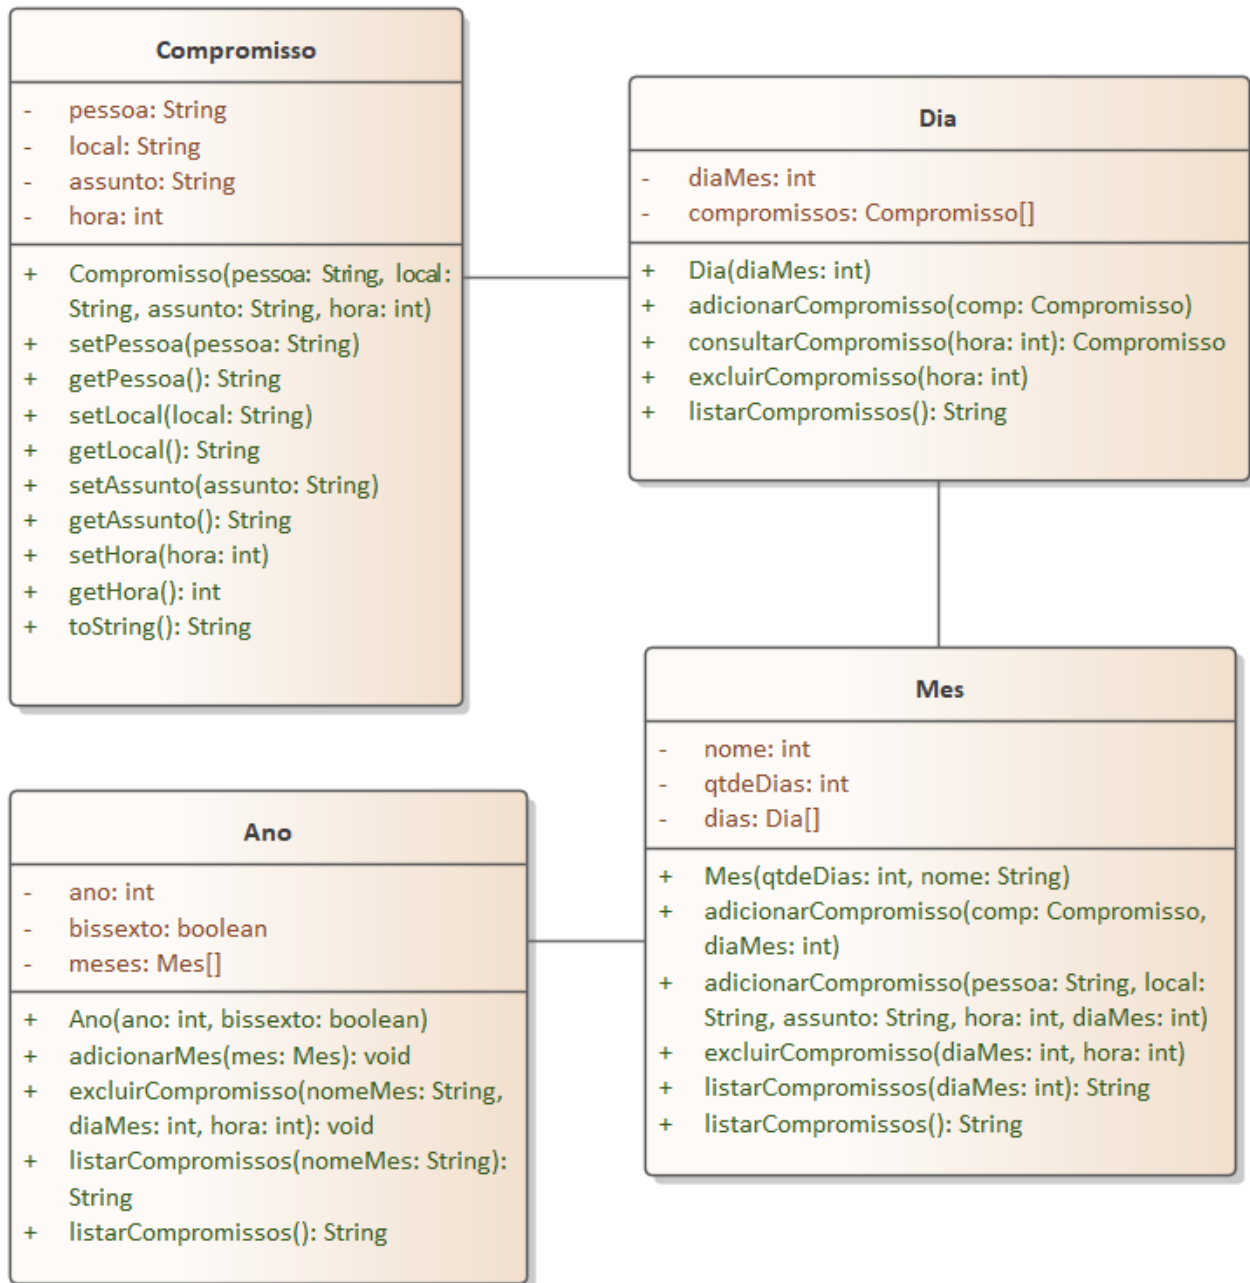 Compromisso
- pessoa: String
- local: String
- assunto: String
- hora: int
+ Compromisso(pessoa: String, local:
String, assunto: String, hora: int)
+ setPessoa(pessoa: String)
+ getPessoa(): String
+ setLocal(local: String)
+ getLocal(): String
+ setAssunto(assunto: String)
+ getAssunto(): String
+ setHora(hora: int)
+ getHora(): int
+ toString(): String
Dia
- diaMes: int
- compromissos: Compromisso[]
+ Dia(diaMes: int)
+ adicionarCompromisso(comp: Compromisso)
+ consultarCompromisso(hora: int): Compromisso
+ excluirCompromisso(hora: int)
+ listarCompromissos(): String
Mes
- nome: int
- qtdeDias: int
- dias: Dia[]
+ Mes(qtdeDias: int, nome: String)
+ adicionarCompromisso(comp: Compromisso,
diaMes: int)
+ adicionarCompromisso(pessoa: String, local:
String, assunto: String, hora: int, diaMes: int)
+ excluirCompromisso(diaMes: int, hora: int)
+ listarCompromissos(diaMes: int): String
+ listarCompromissos(): String
Ano
- ano: int
- bissexto: boolean
- meses: Mes[]
+ Ano(ano: int, bissexto: boolean)
+ adicionarMes(mes: Mes): void
+ excluirCompromisso(nomeMes: String,
diaMes: int, hora: int): void
+ listarCompromissos(nomeMes: String):
String
+ listarCompromissos(): String